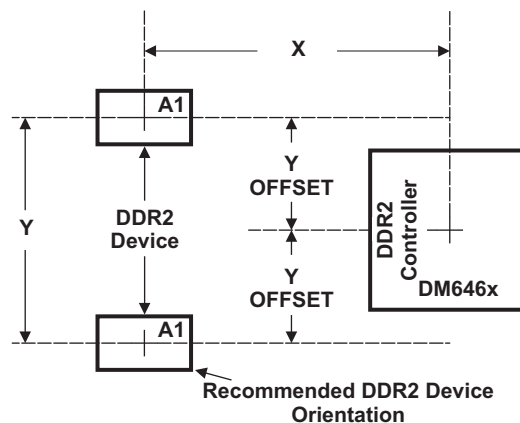 X
A1
Y
OFFSET
Y
DDR2
Device
DDR2
Controller
DM646x
Y
OFFSET
A1
Recommended DDR2 Device
Orientation